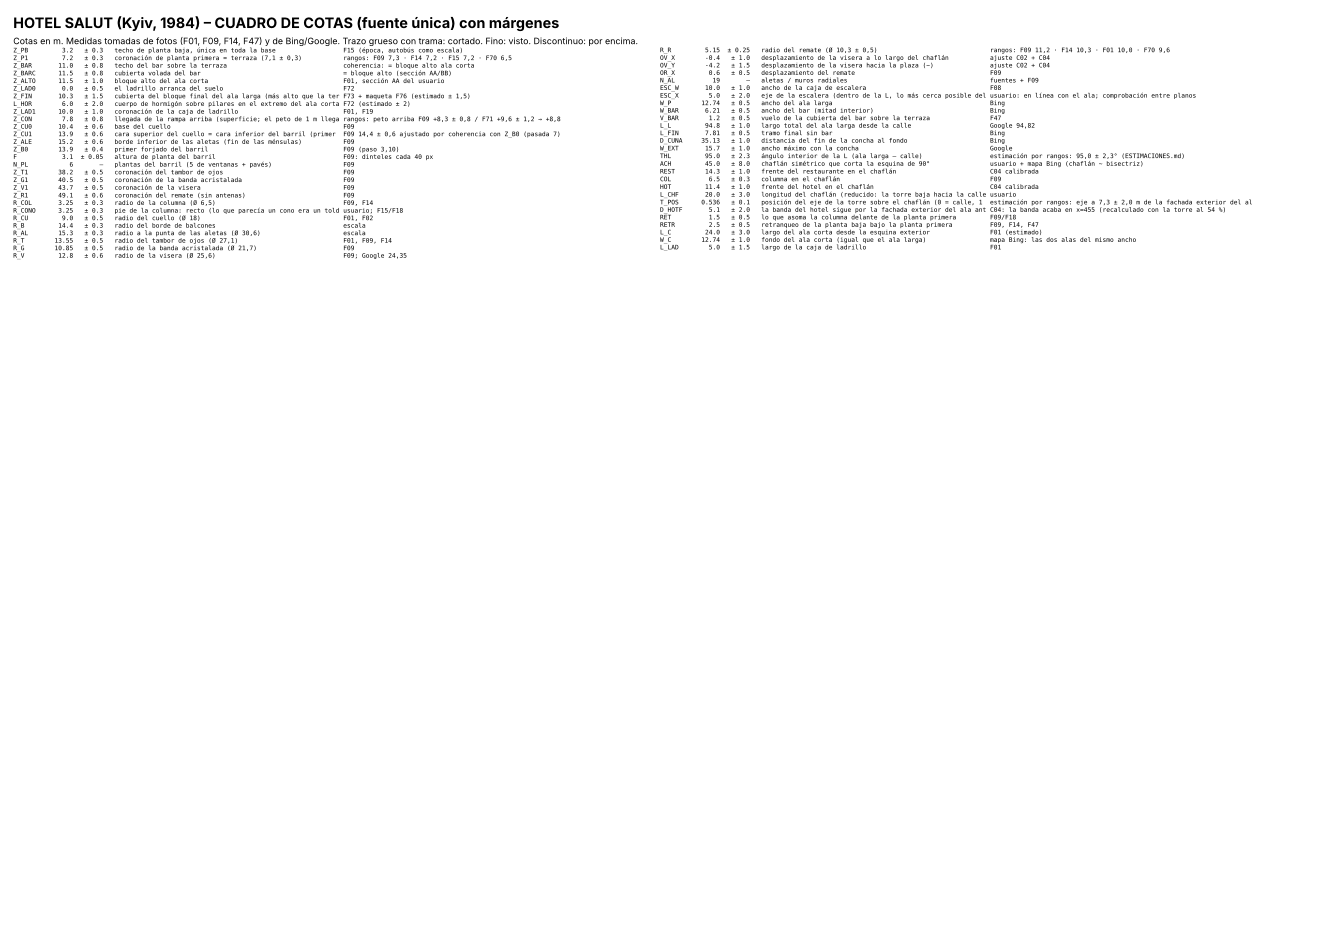 HOTEL SALUT (Kyiv, 1984) – CUADRO DE COTAS (fuente única) con márgenes
Cotas en m. Medidas tomadas de fotos (F01, F09, F14, F47) y de Bing/Google. Trazo grueso con trama: cortado. Fino: visto. Discontinuo: por encima.
Z_PB 3.2 ± 0.3 techo de planta baja, única en toda la base F15 (época, autobús como escala)
Z_P1 7.2 ± 0.3 coronación de planta primera = terraza (7,1 ± 0,3) rangos: F09 7,3 · F14 7,2 · F15 7,2 · F70 6,5
Z_BAR 11.0 ± 0.8 techo del bar sobre la terraza coherencia: = bloque alto ala corta
Z_BARC 11.5 ± 0.8 cubierta volada del bar = bloque alto (sección AA/BB)
Z_ALTO 11.5 ± 1.0 bloque alto del ala corta F01, sección AA del usuario
Z_LAD0 0.0 ± 0.5 el ladrillo arranca del suelo F72
Z_FIN 10.3 ± 1.5 cubierta del bloque final del ala larga (más alto que la ter F73 + maqueta F76 (estimado ± 1,5)
L_HOR 6.0 ± 2.0 cuerpo de hormigón sobre pilares en el extremo del ala corta F72 (estimado ± 2)
Z_LAD1 10.0 ± 1.0 coronación de la caja de ladrillo F01, F19
Z_CON 7.8 ± 0.8 llegada de la rampa arriba (superficie; el peto de 1 m llega rangos: peto arriba F09 +8,3 ± 0,8 / F71 +9,6 ± 1,2 → +8,8
Z_CU0 10.4 ± 0.6 base del cuello F09
Z_CU1 13.9 ± 0.6 cara superior del cuello = cara inferior del barril (primer F09 14,4 ± 0,6 ajustado por coherencia con Z_B0 (pasada 7)
Z_ALE 15.2 ± 0.6 borde inferior de las aletas (fin de las ménsulas) F09
Z_B0 13.9 ± 0.4 primer forjado del barril F09 (paso 3,10)
F 3.1 ± 0.05 altura de planta del barril F09: dinteles cada 40 px
N_PL 6 – plantas del barril (5 de ventanas + pavés) F09
Z_T1 38.2 ± 0.5 coronación del tambor de ojos F09
Z_G1 40.5 ± 0.5 coronación de la banda acristalada F09
Z_V1 43.7 ± 0.5 coronación de la visera F09
Z_R1 49.1 ± 0.6 coronación del remate (sin antenas) F09
R_COL 3.25 ± 0.3 radio de la columna (Ø 6,5) F09, F14
R_CONO 3.25 ± 0.3 pie de la columna: recto (lo que parecía un cono era un told usuario; F15/F18
R_CU 9.0 ± 0.5 radio del cuello (Ø 18) F01, F02
R_B 14.4 ± 0.3 radio del borde de balcones escala
R_AL 15.3 ± 0.3 radio a la punta de las aletas (Ø 30,6) escala
R_T 13.55 ± 0.5 radio del tambor de ojos (Ø 27,1) F01, F09, F14
R_G 10.85 ± 0.5 radio de la banda acristalada (Ø 21,7) F09
R_V 12.8 ± 0.6 radio de la visera (Ø 25,6) F09; Google 24,35
R_R 5.15 ± 0.25 radio del remate (Ø 10,3 ± 0,5) rangos: F09 11,2 · F14 10,3 · F01 10,0 · F70 9,6
OV_X -0.4 ± 1.0 desplazamiento de la visera a lo largo del chaflán ajuste C02 + C04
OV_Y -4.2 ± 1.5 desplazamiento de la visera hacia la plaza (−) ajuste C02 + C04
OR_X 0.6 ± 0.5 desplazamiento del remate F09
N_AL 19 – aletas / muros radiales fuentes + F09
ESC_W 10.0 ± 1.0 ancho de la caja de escalera F08
ESC_X 5.0 ± 2.0 eje de la escalera (dentro de la L, lo más cerca posible del usuario: en línea con el ala; comprobación entre planos
W_P 12.74 ± 0.5 ancho del ala larga Bing
W_BAR 6.21 ± 0.5 ancho del bar (mitad interior) Bing
V_BAR 1.2 ± 0.5 vuelo de la cubierta del bar sobre la terraza F47
L_L 94.8 ± 1.0 largo total del ala larga desde la calle Google 94,82
L_FIN 7.81 ± 0.5 tramo final sin bar Bing
D_CUNA 35.13 ± 1.0 distancia del fin de la concha al fondo Bing
W_EXT 15.7 ± 1.0 ancho máximo con la concha Google
THL 95.0 ± 2.3 ángulo interior de la L (ala larga – calle) estimación por rangos: 95,0 ± 2,3° (ESTIMACIONES.md)
ACH 45.0 ± 8.0 chaflán simétrico que corta la esquina de 90° usuario + mapa Bing (chaflán ~ bisectriz)
REST 14.3 ± 1.0 frente del restaurante en el chaflán C04 calibrada
COL 6.5 ± 0.3 columna en el chaflán F09
HOT 11.4 ± 1.0 frente del hotel en el chaflán C04 calibrada
L_CHF 20.0 ± 3.0 longitud del chaflán (reducido: la torre baja hacia la calle usuario
T_POS 0.536 ± 0.1 posición del eje de la torre sobre el chaflán (0 = calle, 1 estimación por rangos: eje a 7,3 ± 2,0 m de la fachada exterior del al
D_HOTF 5.1 ± 2.0 la banda del hotel sigue por la fachada exterior del ala ant C04: la banda acaba en x=455 (recalculado con la torre al 54 %)
RET 1.5 ± 0.5 lo que asoma la columna delante de la planta primera F09/F18
RETR 2.5 ± 0.5 retranqueo de la planta baja bajo la planta primera F09, F14, F47
L_C 24.0 ± 3.0 largo del ala corta desde la esquina exterior F01 (estimado)
W_C 12.74 ± 1.0 fondo del ala corta (igual que el ala larga) mapa Bing: las dos alas del mismo ancho
L_LAD 5.0 ± 1.5 largo de la caja de ladrillo F01